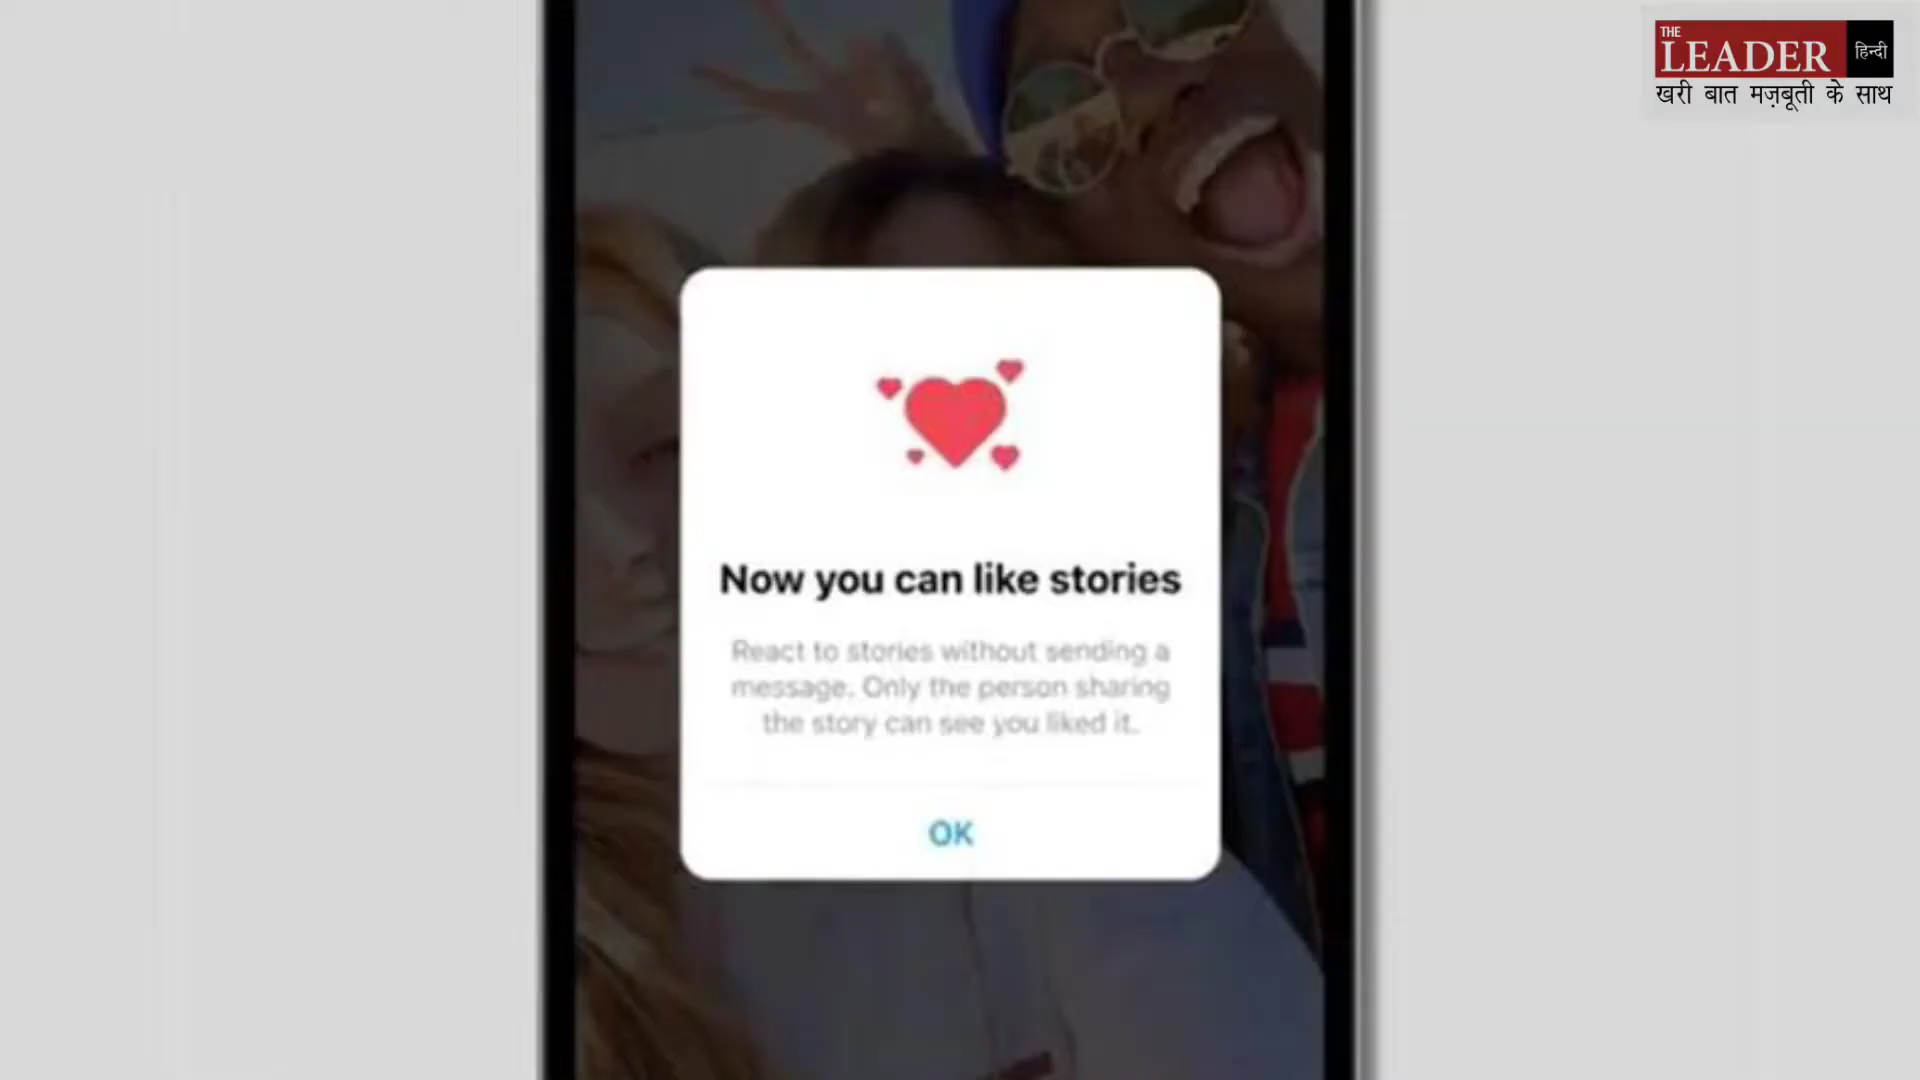 THE
LEADER हिन्दी
खरी बात मज़बूती के साथ
Now you can like stories
React to stories without sending a
message. Only the person sharing
the story can see you liked it.
OK